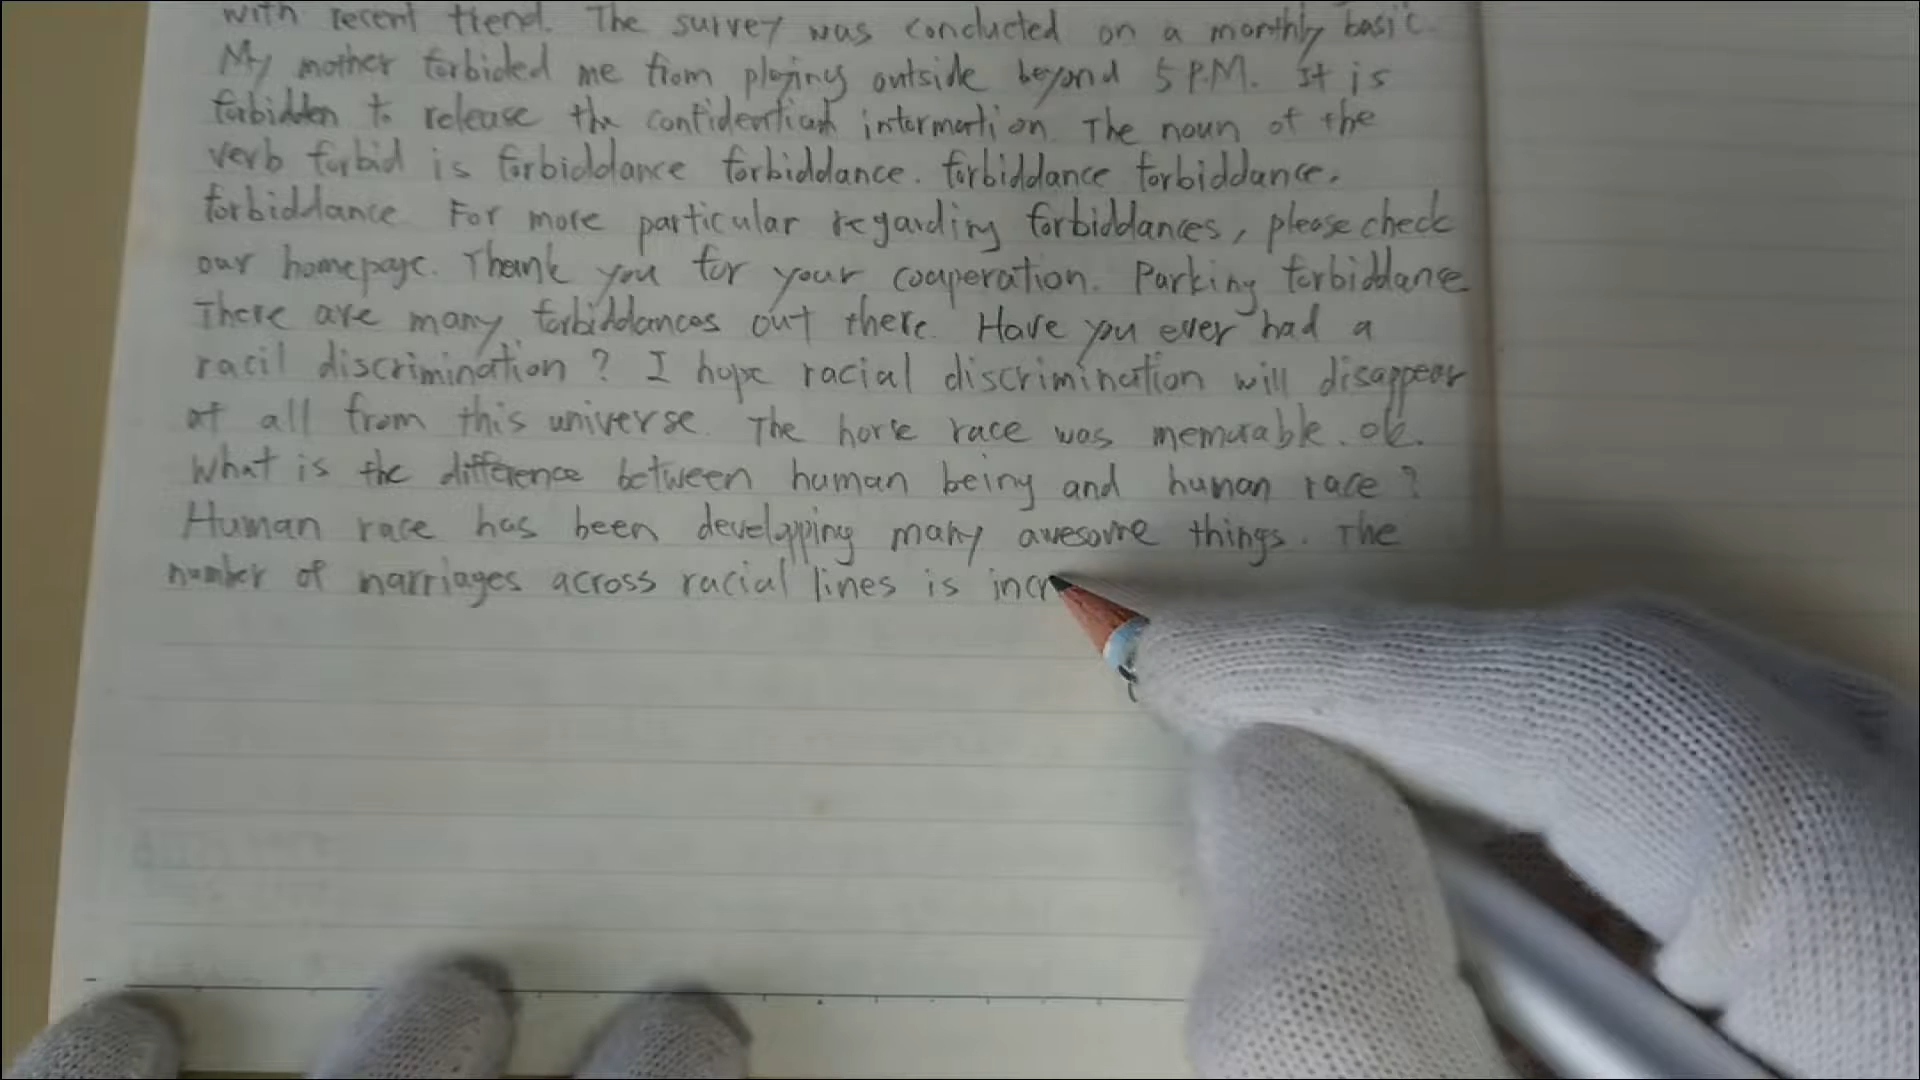 with recent trend. The survey was conducted on a monthly basic.
My mother forbided me from playing outside beyond 5 P.M. It is
forbidden to release the information. The noun of the
verb forbid is forbiddance forbiddance. forbiddance forbiddance.
forbiddance For more particular regarding forbiddances, please check
our homepage. Thank you for your couperation. Parking forbiddance
There are many forbiddances out there. Have you ever had a
racil discrimination? I hope racial discrimination will disappear
at all from this universe. The horse race was memorable. ok.
What is the difference between human being and human race?
Human race has been developping many awesome things. The
number of marriages across racial lines is incr